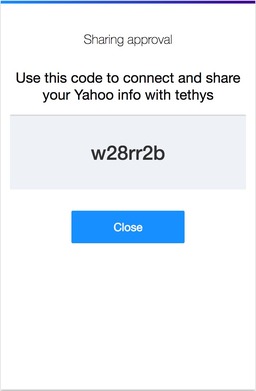 Sharing approval
Use this code to connect and share
your Yahoo info with tethys
w28rr2b
Close